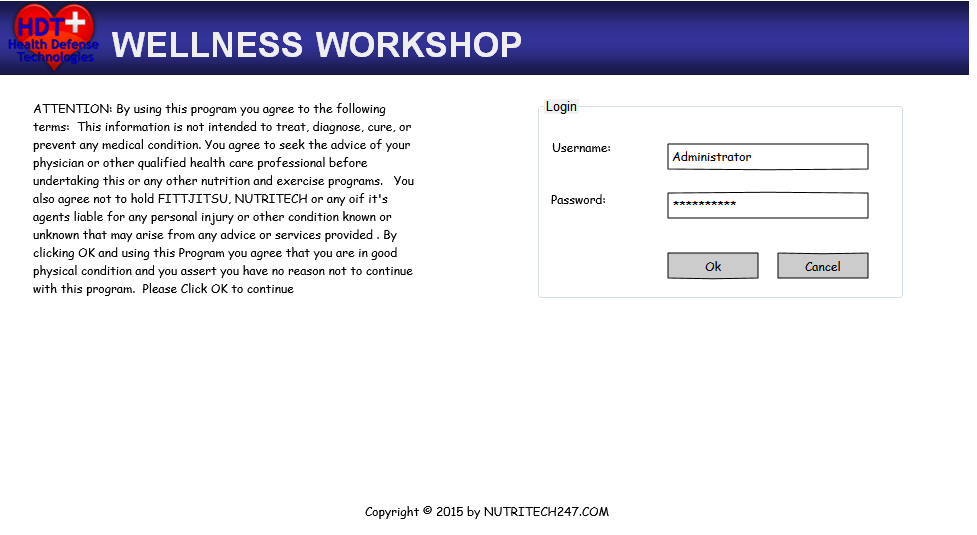 HDT
Health Defense
Technologies
WELLNESS WORKSHOP
ATTENTION: By using this program you agree to the following
terms:  This information is not intended to treat, diagnose, cure, or
prevent any medical condition. You agree to seek the advice of your
physician or other qualified health care professional before
undertaking this or any other nutrition and exercise programs.   You
also agree not to hold FITTJITSU, NUTRITECH or any oif it's
agents liable for any personal injury or other condition known or
unknown that may arise from any advice or services provided . By
clicking OK and using this Program you agree that you are in good
physical condition and you assert you have no reason not to continue
with this program.  Please Click OK to continue
Login
Username:
Administrator
Password:
**********
Ok
Cancel
Copyright © 2015 by NUTRITECH247.COM